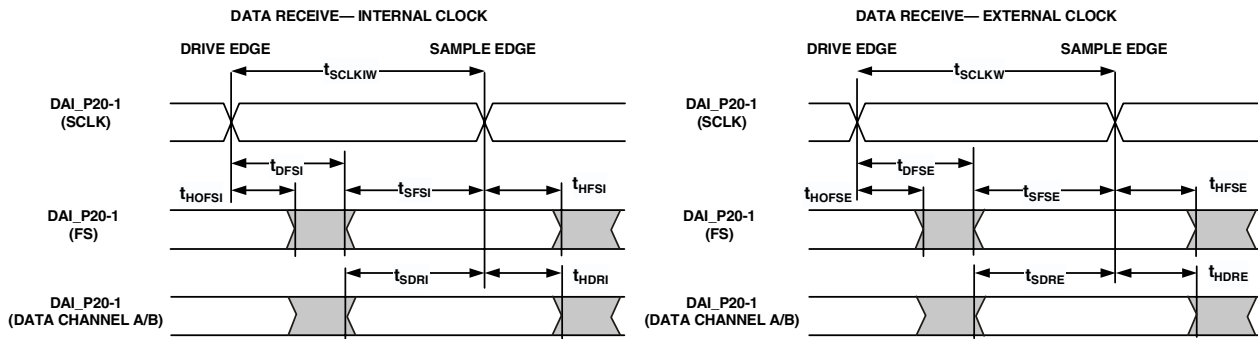 DATA RECEIVE— INTERNAL CLOCK
DRIVE EDGE
SAMPLE EDGE
tSCLKIW
DAI_P20-1
(SCLK)
tDFSI
tHOFSI
tSFSI
tHFSI
DAI_P20-1
(FS)
tSDRI
tHDRI
DAI_P20-1
(DATA CHANNEL A/B)
DATA RECEIVE— EXTERNAL CLOCK
DRIVE EDGE
SAMPLE EDGE
tSCLKW
DAI_P20-1
(SCLK)
tDFSE
tHOFSE
tSFSE
tHFSE
DAI_P20-1
(FS)
tSDRE
tHDRE
DAI_P20-1
(DATA CHANNEL A/B)